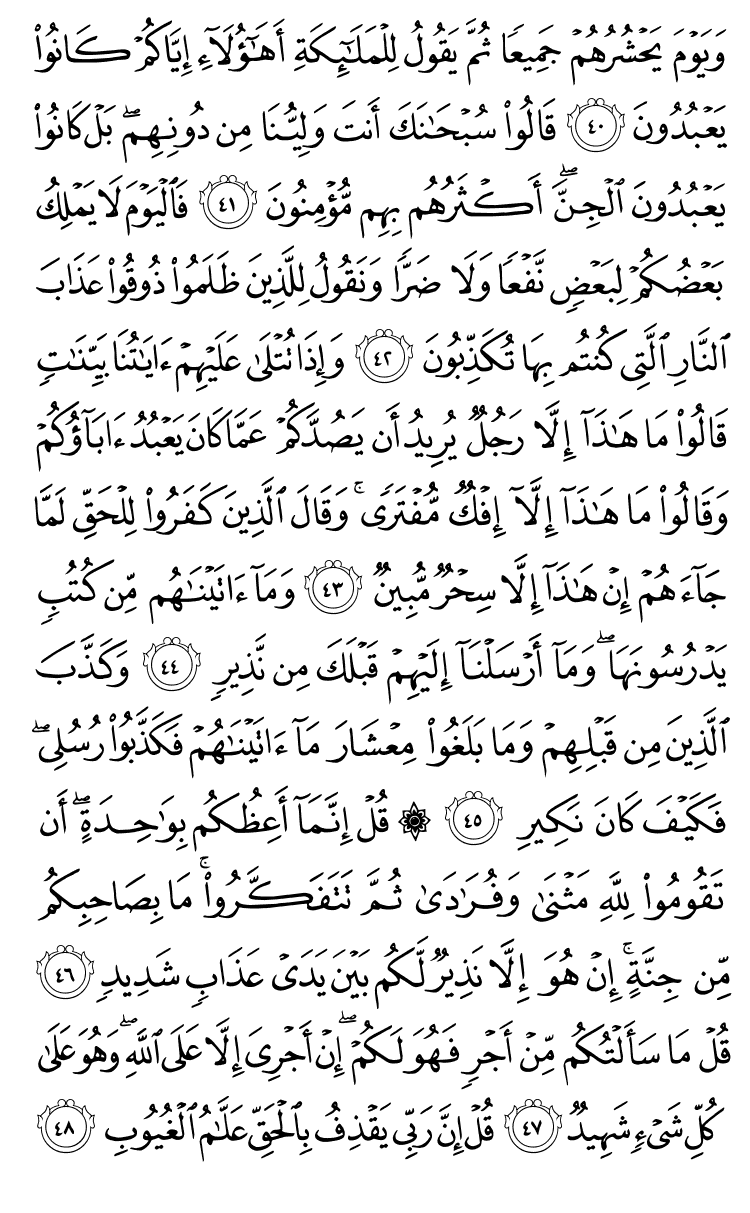 وَيَوْمَ يَحْشُرُهُمْ جَمِيعًا ثُمَّ يَقُولُ لِلْمَلَٰٓئِكَةِ أَهَٰٓؤُلَآءِ إِيَّاكُمْ كَانُوا۟
يَعْبُدُونَ ٤٠ قَالُوا۟ سُبْحَٰنَكَ أَنتَ وَلِيُّنَا مِن دُونِهِم ۖ بَلْ كَانُوا۟
يَعْبُدُونَ ٱلْجِنَّ ۖ أَكْثَرُهُم بِهِم مُّؤْمِنُونَ ٤١ فَٱلْيَوْمَ لَا يَمْلِكُ
بَعْضُكُمْ لِبَعْضٍ نَّفْعًا وَلَا ضَرًّا وَنَقُولُ لِلَّذِينَ ظَلَمُوا۟ ذُوقُوا۟ عَذَابَ
ٱلنَّارِ ٱلَّتِى كُنتُم بِهَا تُكَذِّبُونَ ٤٢ وَإِذَا تُتْلَىٰ عَلَيْهِمْ ءَايَٰتُنَا بَيِّنَٰتٍ
قَالُوا۟ مَا هَٰذَآ إِلَّا رَجُلٌ يُرِيدُ أَن يَصُدَّكُمْ عَمَّا كَانَ يَعْبُدُ ءَابَآؤُكُمْ
وَقَالُوا۟ مَا هَٰذَآ إِلَّآ إِفْكٌ مُّفْتَرًى ۚ وَقَالَ ٱلَّذِينَ كَفَرُوا۟ لِلْحَقِّ لَمَّا
جَآءَهُمْ إِنْ هَٰذَآ إِلَّا سِحْرٌ مُّبِينٌ ٤٣ وَمَآ ءَاتَيْنَٰهُم مِّن كُتُبٍ
يَدْرُسُونَهَا ۖ وَمَآ أَرْسَلْنَآ إِلَيْهِمْ قَبْلَكَ مِن نَّذِيرٍ ٤٤ وَكَذَّبَ
ٱلَّذِينَ مِن قَبْلِهِمْ وَمَا بَلَغُوا۟ مِعْشَارَ مَآ ءَاتَيْنَٰهُمْ فَكَذَّبُوا۟ رُسُلِى ۖ
فَكَيْفَ كَانَ نَكِيرِ ٤٥ ۞ قُلْ إِنَّمَآ أَعِظُكُم بِوَٰحِدَةٍ ۖ أَن
تَقُومُوا۟ لِلَّهِ مَثْنَىٰ وَفُرَٰدَىٰ ثُمَّ تَتَفَكَّرُوا۟ ۚ مَا بِصَاحِبِكُم
مِّن جِنَّةٍ ۚ إِنْ هُوَ إِلَّا نَذِيرٌ لَّكُم بَيْنَ يَدَىْ عَذَابٍ شَدِيدٍ ٤٦
قُلْ مَا سَأَلْتُكُم مِّنْ أَجْرٍ فَهُوَ لَكُمْ ۖ إِنْ أَجْرِىَ إِلَّا عَلَى ٱللَّهِ ۖ وَهُوَ عَلَىٰ
كُلِّ شَىْءٍ شَهِيدٌ ٤٧ قُلْ إِنَّ رَبِّى يَقْذِفُ بِٱلْحَقِّ عَلَّٰمُ ٱلْغُيُوبِ ٤٨